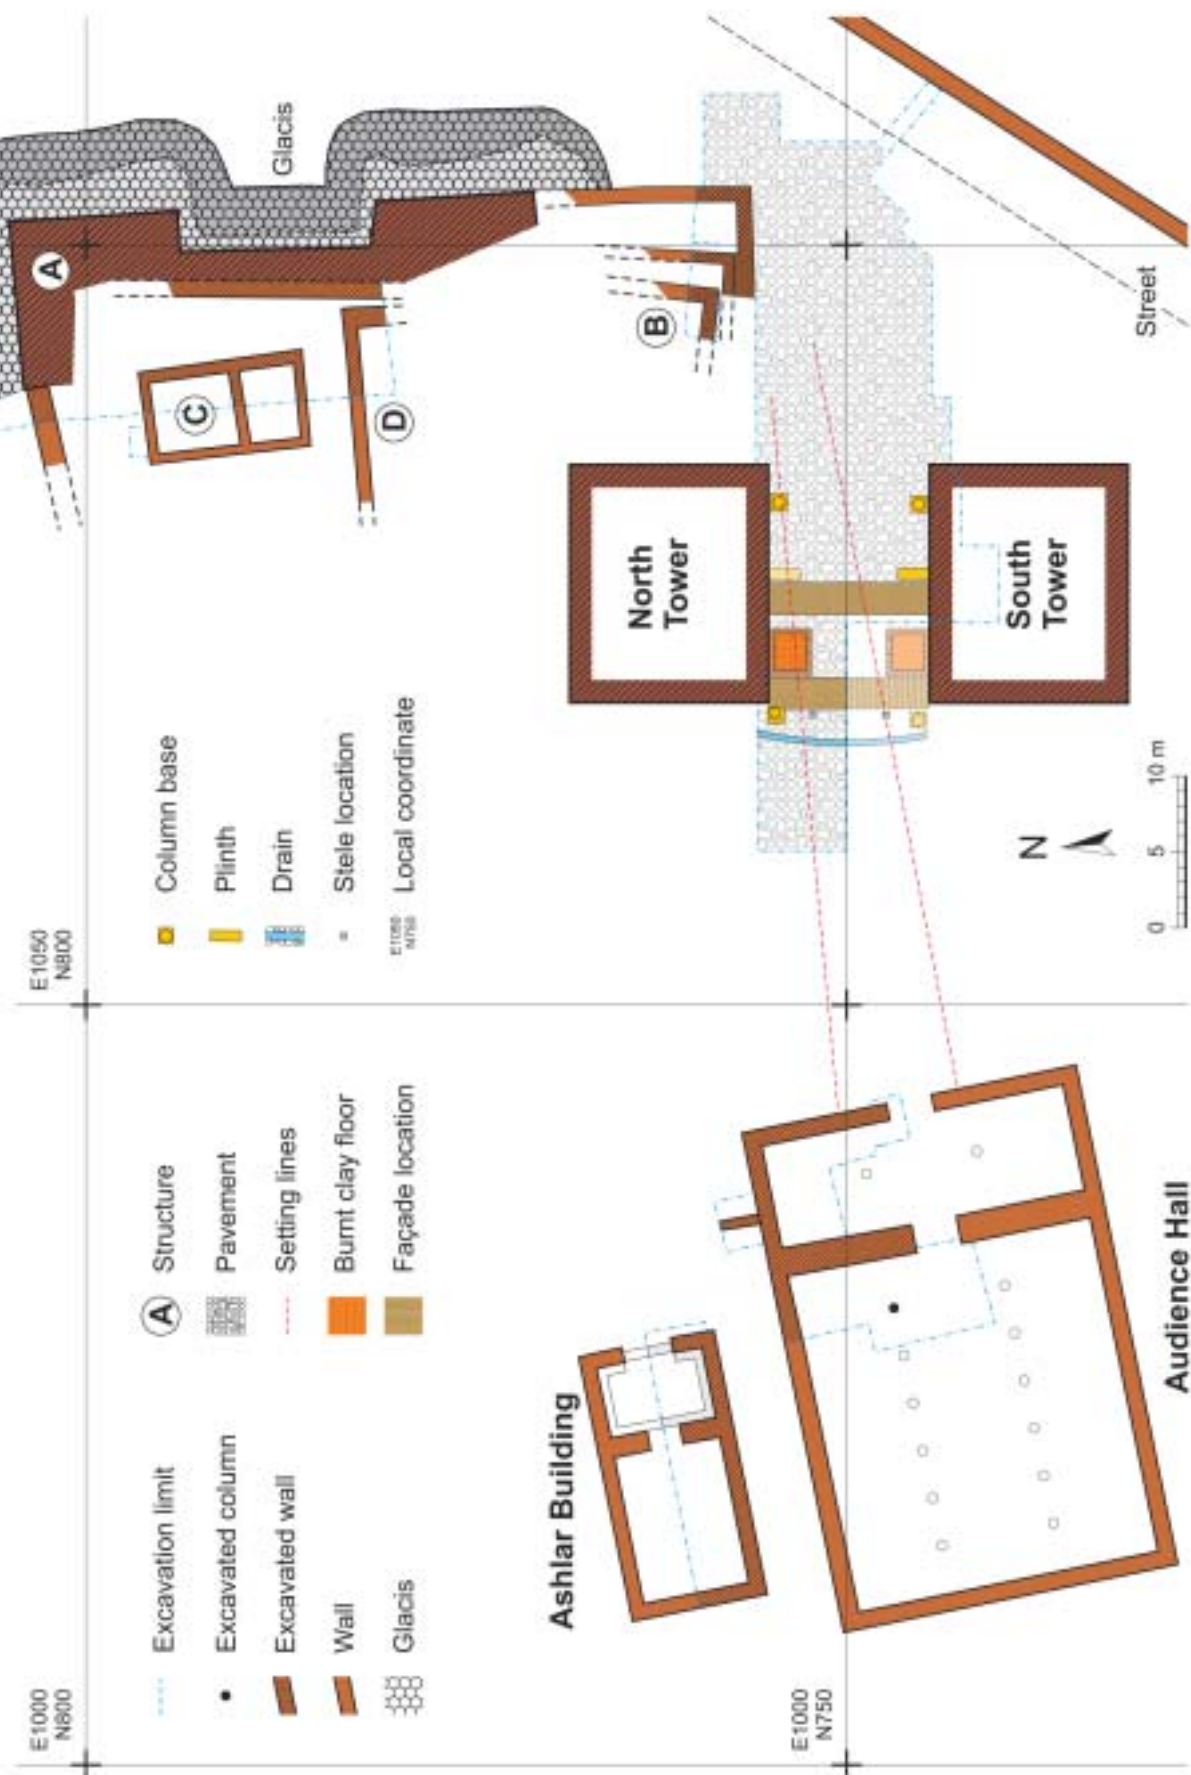 E1000
N800
E1050
N800
Excavation limit
Excavated column
Excavated wall
Wall
Glacis
A Structure
Pavement
Setting lines
Burnt clay floor
Façade location
Column base
Plinth
Drain
Stele location
E1050
N750
Local coordinate
A
Glacis
C
D
B
Ashlar Building
North
Tower
E1000
N750
South
Tower
Street
N
0 5 10 m
Audience Hall